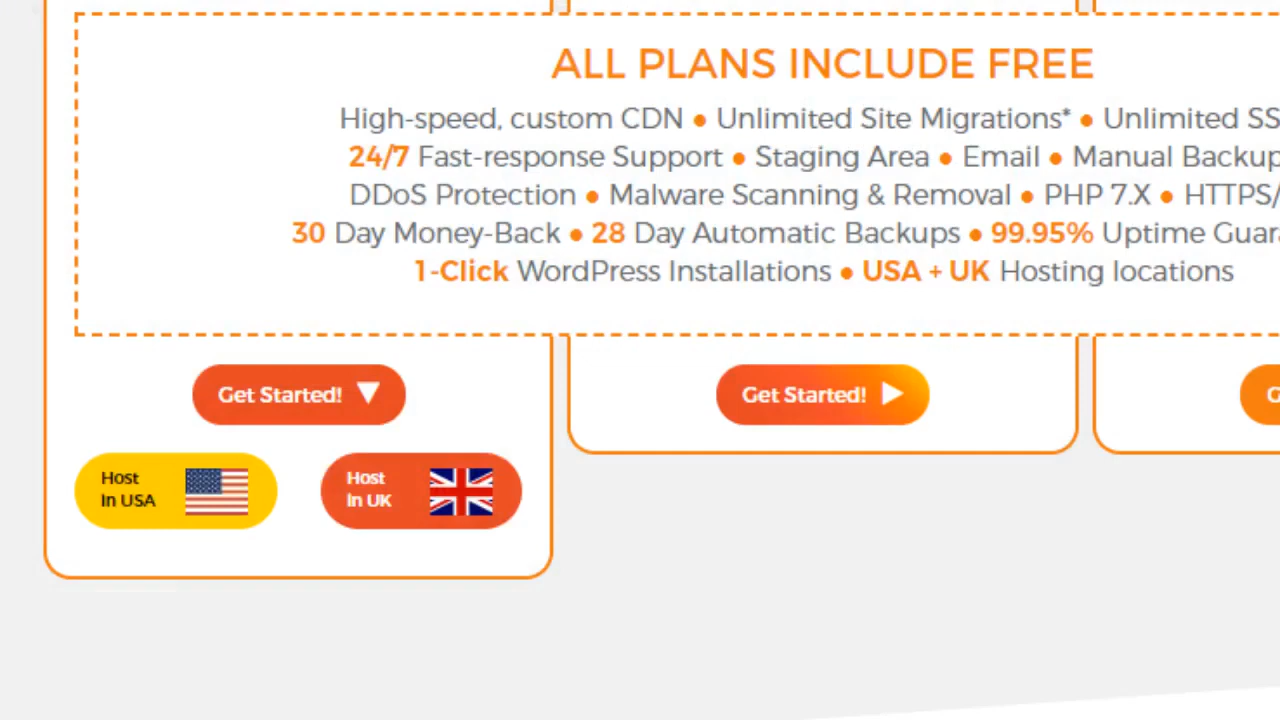 ALL PLANS INCLUDE FREE
High-speed, custom CDN ● Unlimited Site Migrations* ● Unlimited
24/7 Fast-response Support ● Staging Area ● Email ● Manual
DDoS Protection ● Malware Scanning & Removal ● PHP 7.X ● HTTPS/
30 Day Money-Back ● 28 Day Automatic Backups ● 99.95% Uptime
1-Click WordPress Installations ● USA + UK Hosting locations
Get Started! Get Started!
Host
in USA
Host
in UK